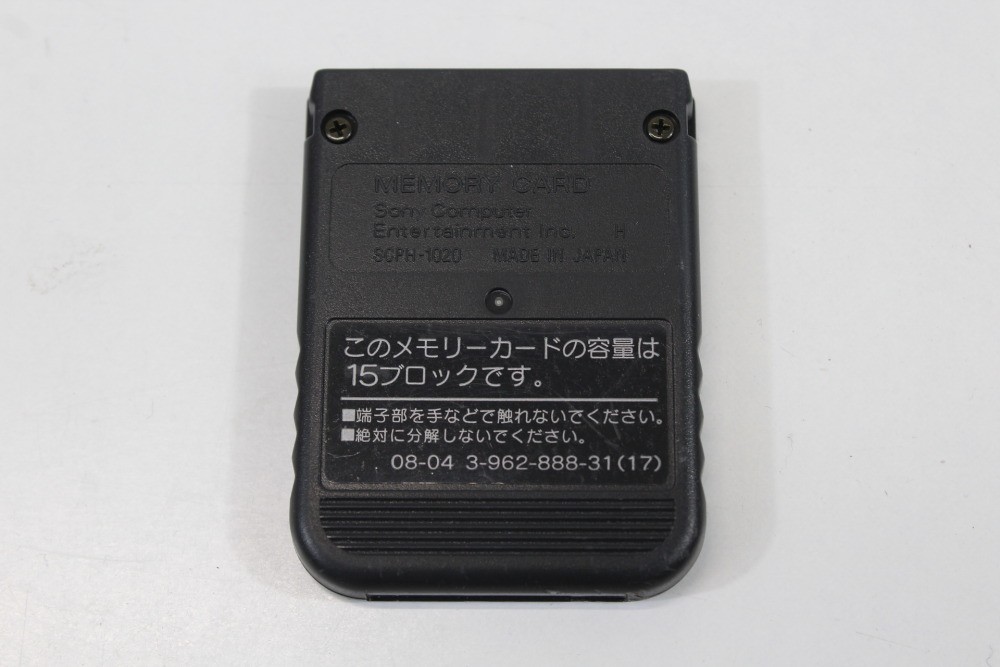 MEMORY CARD
Sony Computer
Entertainment Inc. H
SCPH-1020 MADE IN JAPAN
このメモリーカードの容量は
15ブロックです。
■端子部を手などで触れないでください。
■絶対に分解しないでください。
08-04 3-962-888-31(17)